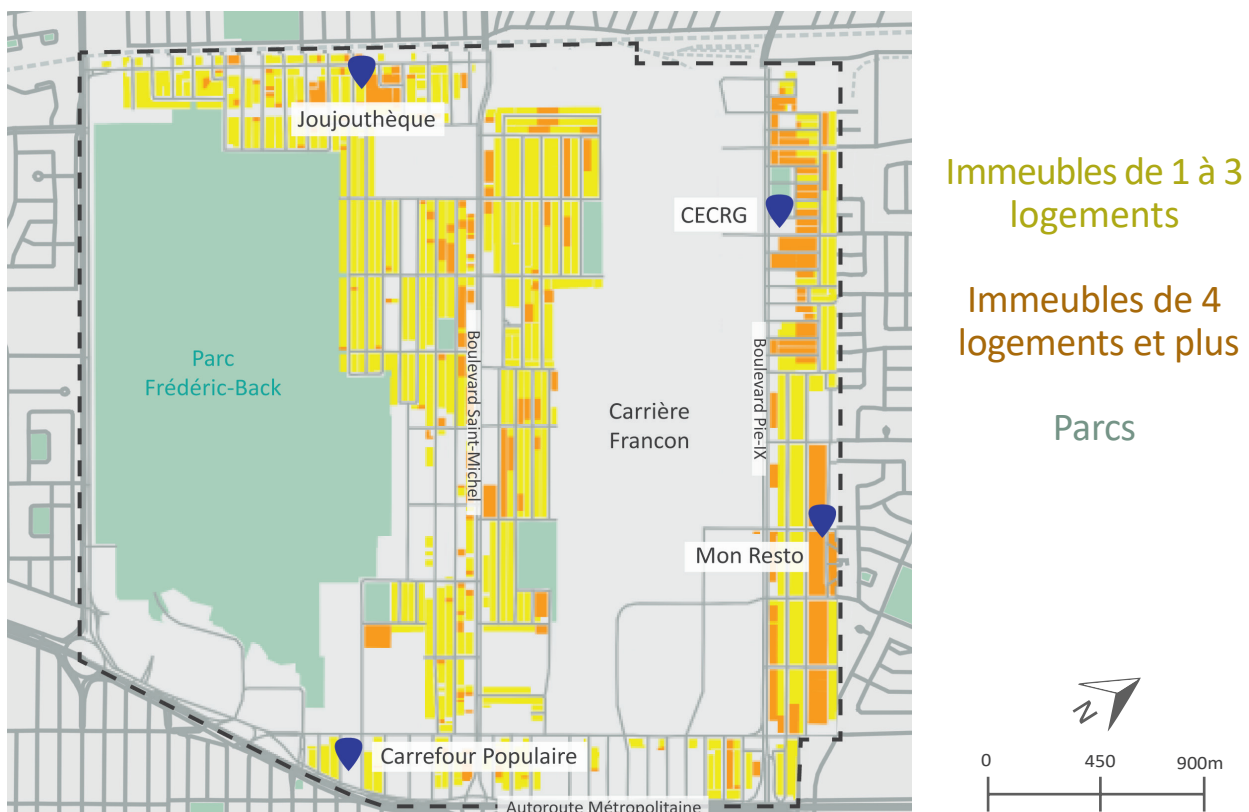 Joujouthèque
CECRG
Parc
Frédéric-Back
Boulevard Saint-Michel
Boulevard Pie-IX
Carrière
Francon
Mon Resto
Carrefour Populaire
Autoroute Métropolitaine
Immeubles de 1 à 3
logements
Immeubles de 4
logements et plus
Parcs
N
0 450 900m